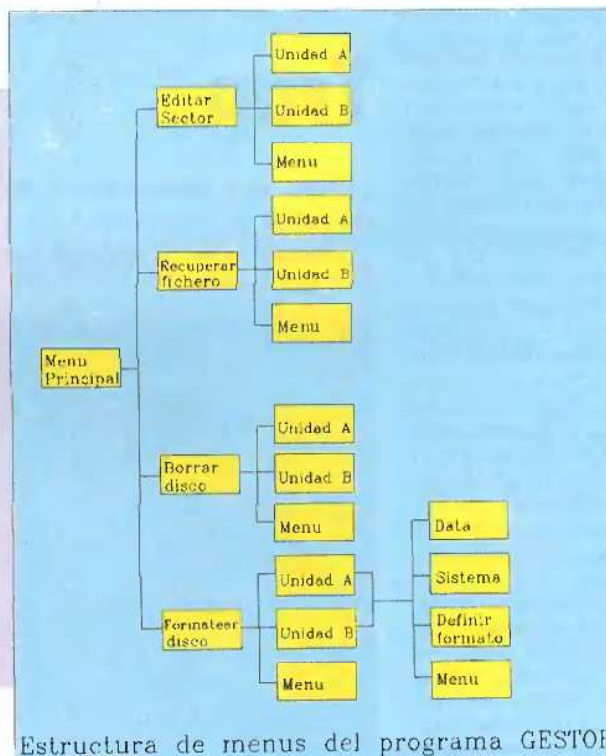 Menu
Principal
Editar
Sector
Unidad A
Unidad B
Menu
Recuperar
fichero
Unidad A
Unidad B
Menu
Borrar
disco
Unidad A
Unidad B
Menu
Formatear
disco
Unidad A
Unidad B
Menu
Data
Sistema
Definir
formato
Menu
Estructura de menus del programa GESTOR